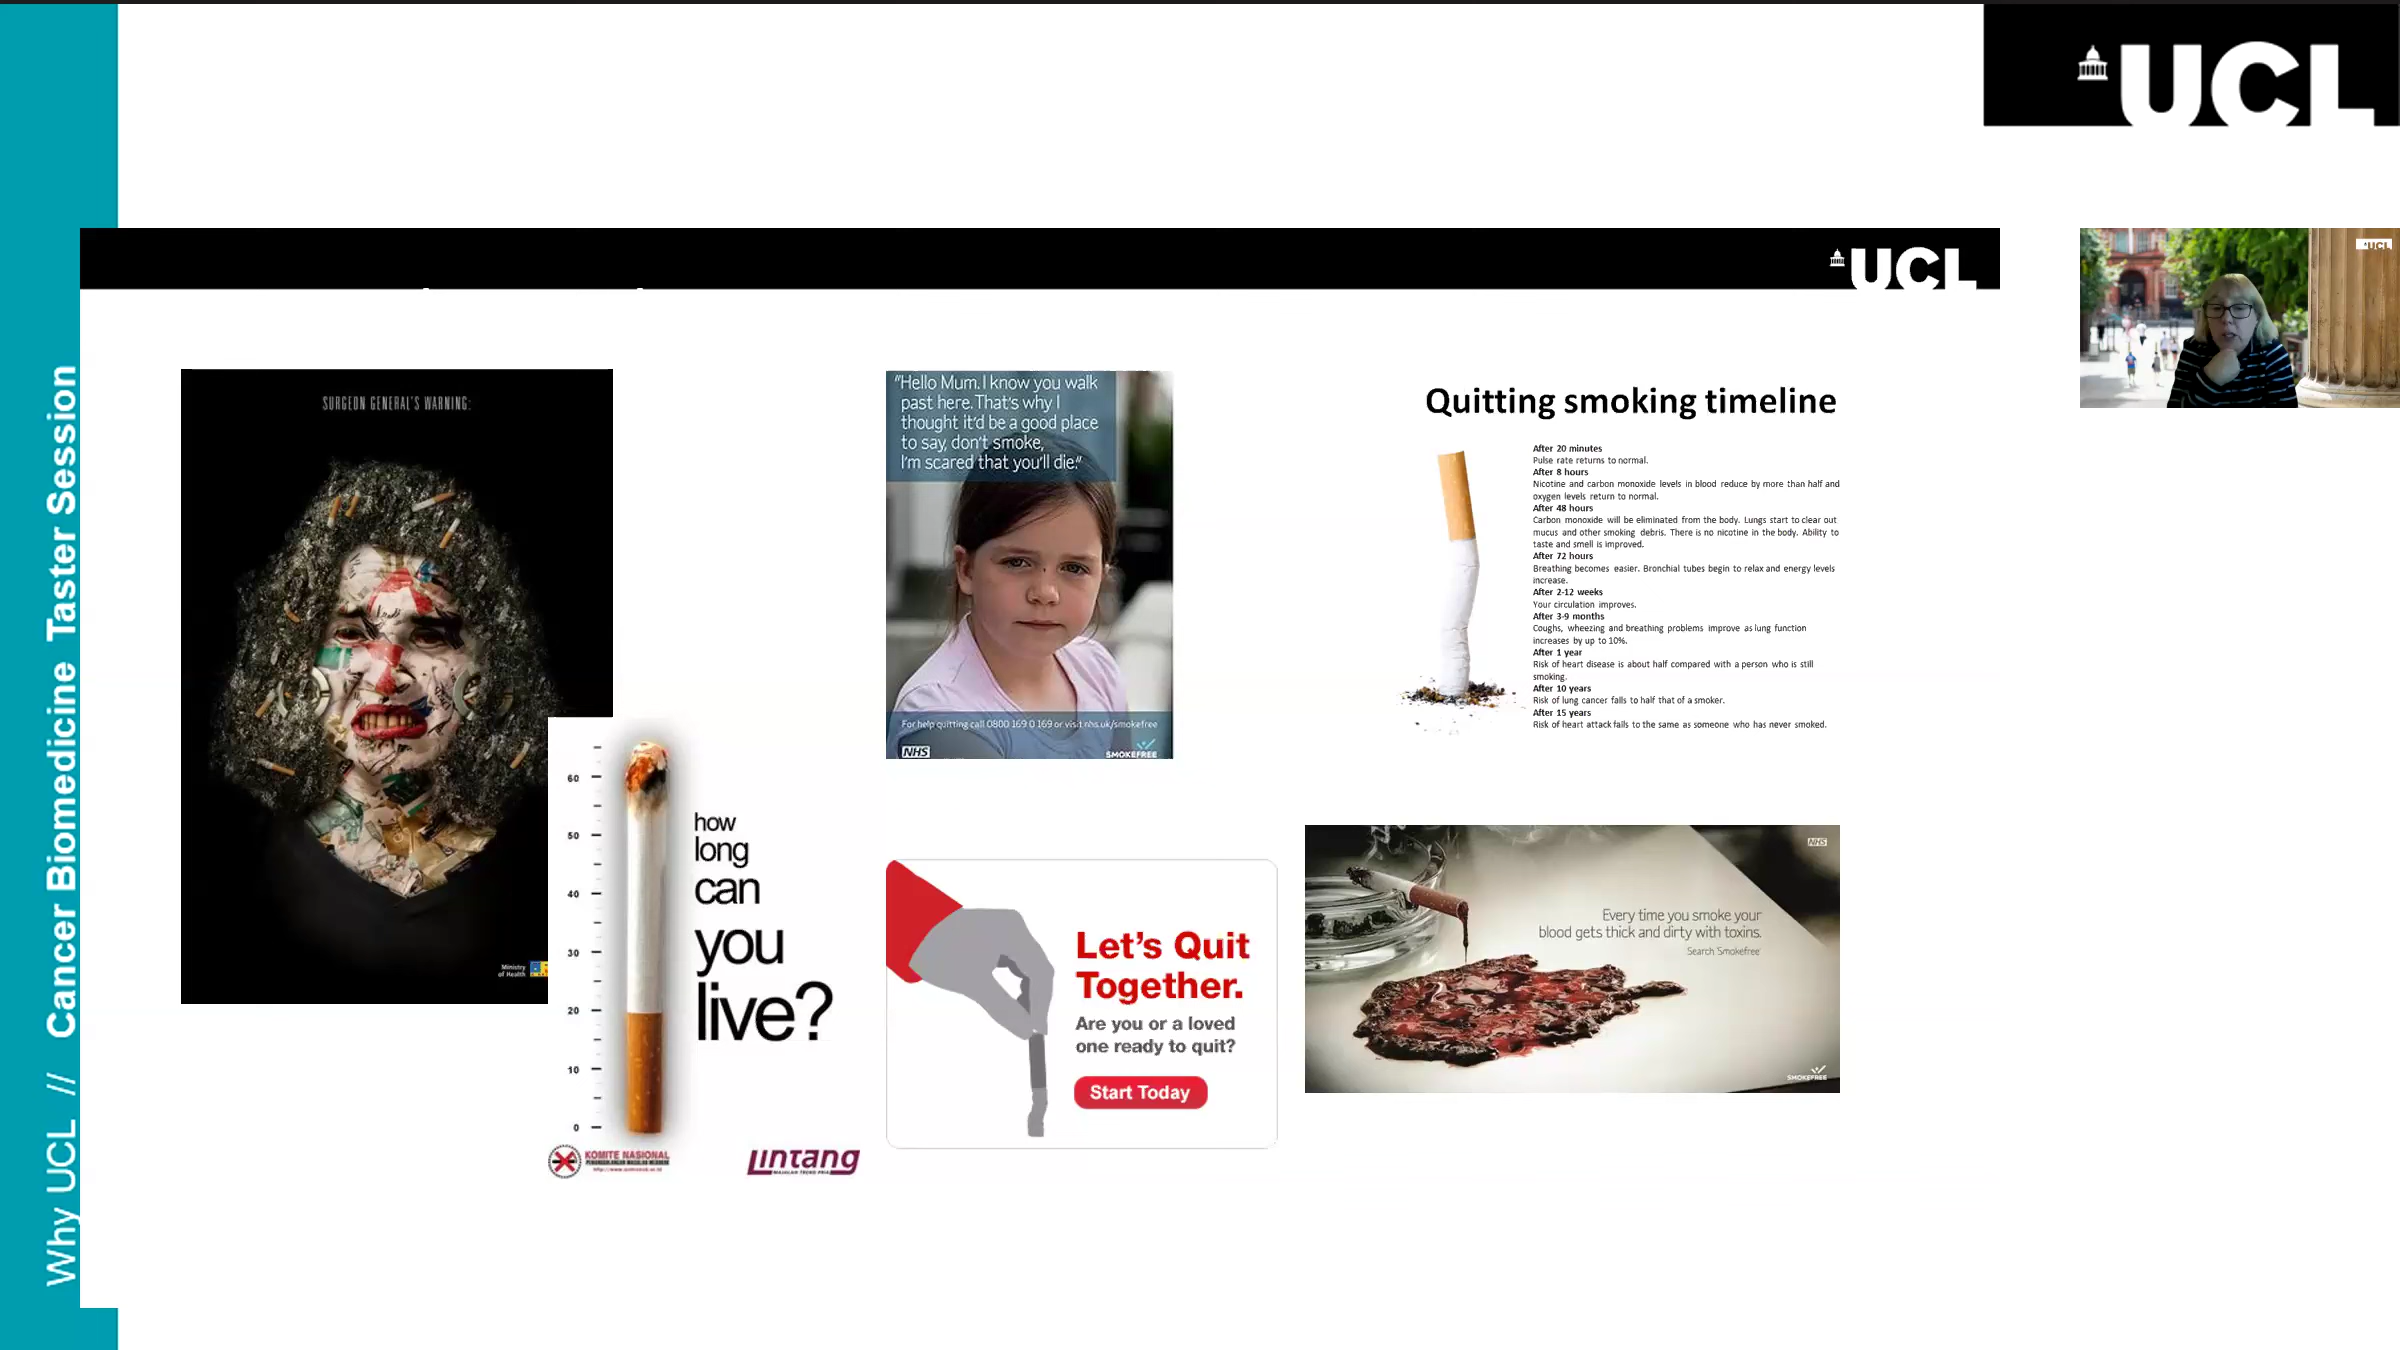 UCL
Why UCL // Cancer Biomedicine Taster Session
UCL
UCL
SURGEON GENERAL'S WARNING:
Ministry
of Health
60
50
40
30
20
10
0
how
long
can
you
live?
KOMITE NASIONAL
Lintang
"Hello Mum. I know you walk
past here. That's why I
thought it'd be a good place
to say, don't smoke,
I'm scared that you'll die."
For help quitting call 0800 169 0 169 or visit nhs.uk/smokefree
NHS
SMOKEFREE
Let's Quit
Together.
Are you or a loved
one ready to quit?
Start Today
Quitting smoking timeline
After 20 minutes
Pulse rate returns to normal.
After 8 hours
Nicotine and carbon monoxide levels in blood reduce by more than half and
oxygen levels return to normal.
After 48 hours
Carbon monoxide will be eliminated from the body. Lungs start to clear out
mucus and other smoking debris. There is no nicotine in the body. Ability to
taste and smell is improved.
After 72 hours
Breathing becomes easier. Bronchial tubes begin to relax and energy levels
increase.
After 2-12 weeks
Your circulation improves.
After 3-9 months
Coughs, wheezing and breathing problems improve as lung function
increases by up to 10%.
After 1 year
Risk of heart disease is about half compared with a person who is still
smoking.
After 10 years
Risk of lung cancer falls to half that of a smoker.
After 15 years
Risk of heart attack falls to the same as someone who has never smoked.
NHS
Every time you smoke your
blood gets thick and dirty with toxins.
Search 'Smokefree'
SMOKEFREE